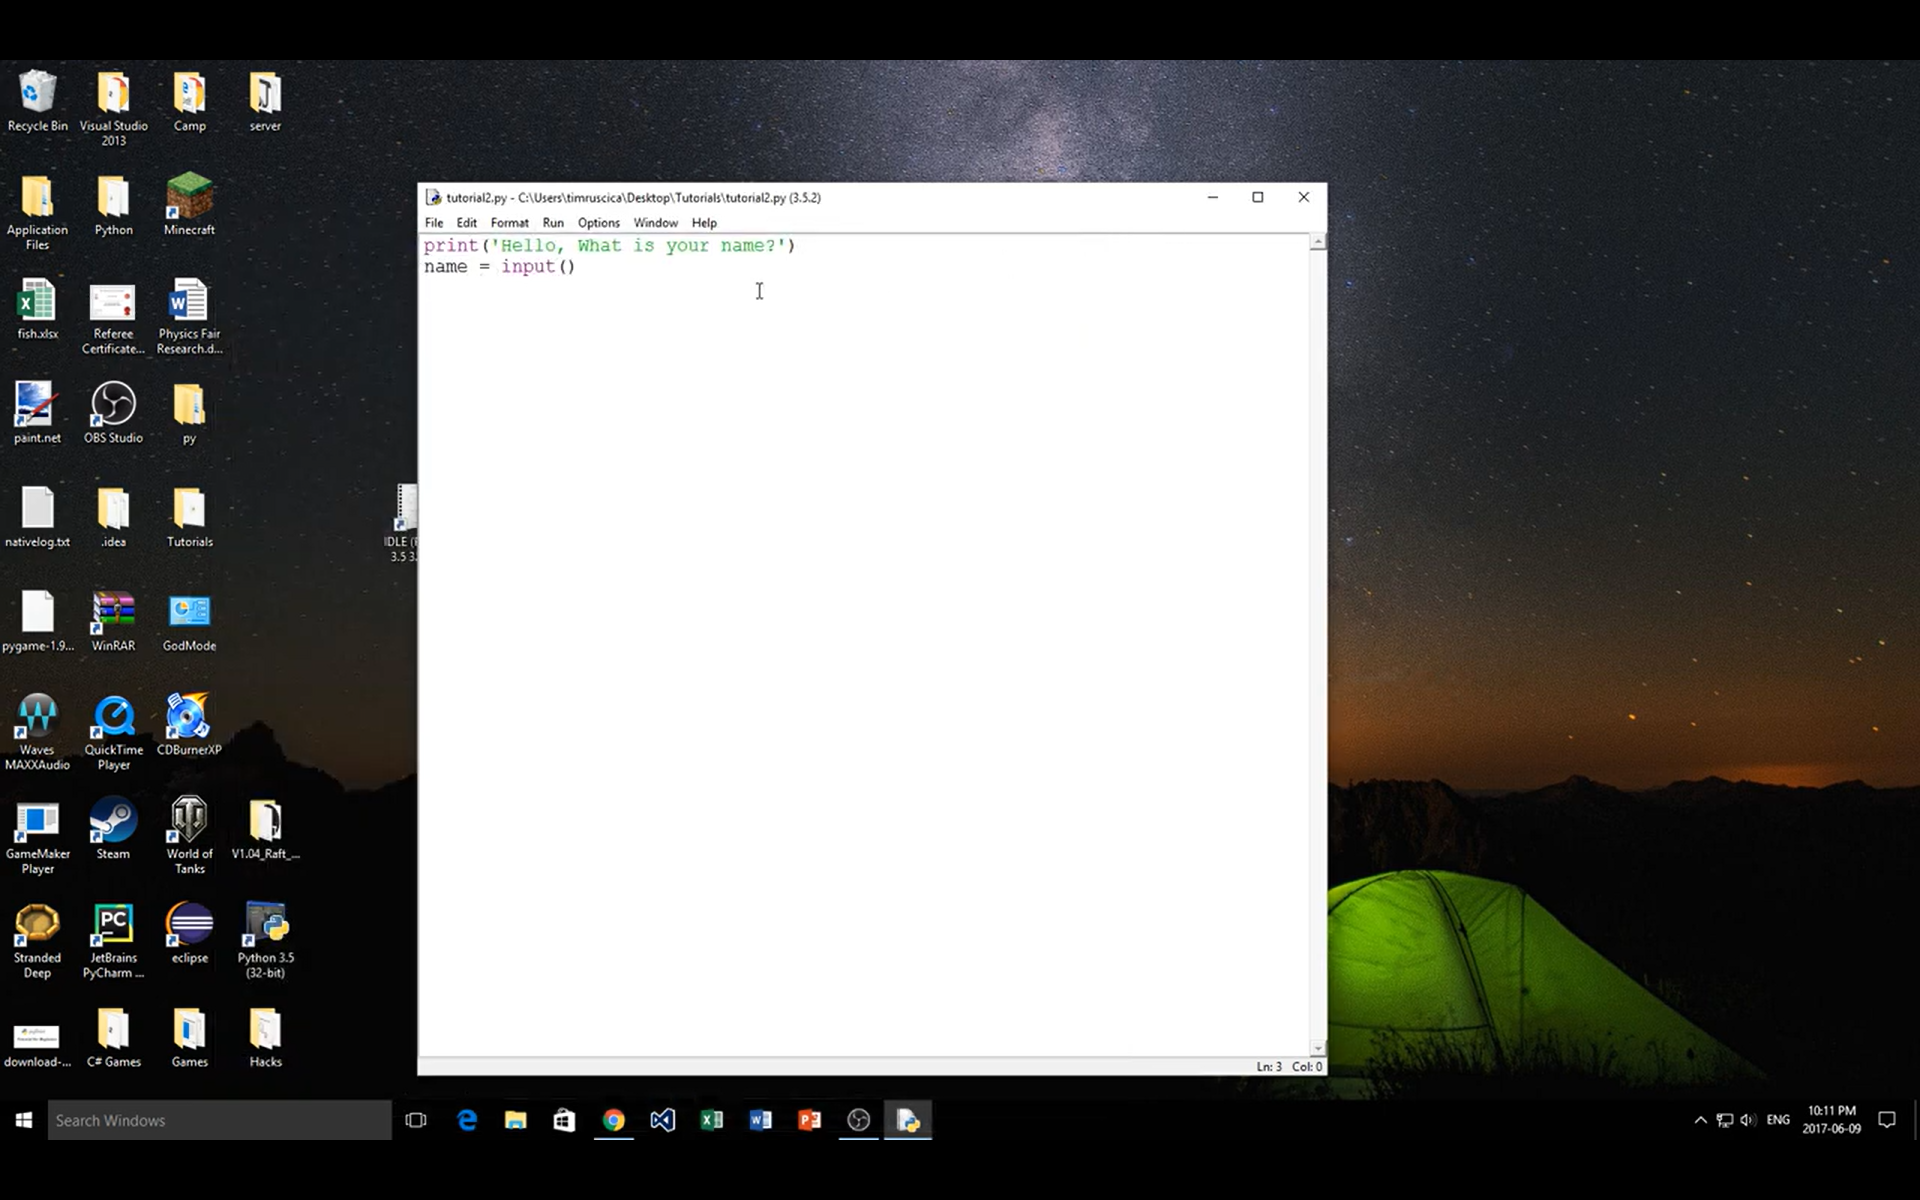 Recycle Bin
Visual Studio
2013
Camp
server
Application
Files
Python
Minecraft
fish.xlsx
Referee
Certificate...
Physics Fair
Research.d...
paint.net
OBS Studio
py
nativelog.txt
.idea
Tutorials
IDLE (
3.5 3.
pygame-1.9...
WinRAR
GodMode
Waves
MAXXAudio
QuickTime
Player
CDBurnerXP
GameMaker
Player
Steam
World of
Tanks
V1.04_Raft_...
Stranded
Deep
JetBrains
PyCharm ...
eclipse
Python 3.5
(32-bit)
download-...
C# Games
Games
Hacks
tutorial2.py - C:\Users\timruscica\Desktop\Tutorials\tutorial2.py (3.5.2)
File Edit Format Run Options Window Help
print('Hello, What is your name?')
name = input()
Ln: 3 Col: 0
Search Windows
ENG
10:11 PM
2017-06-09